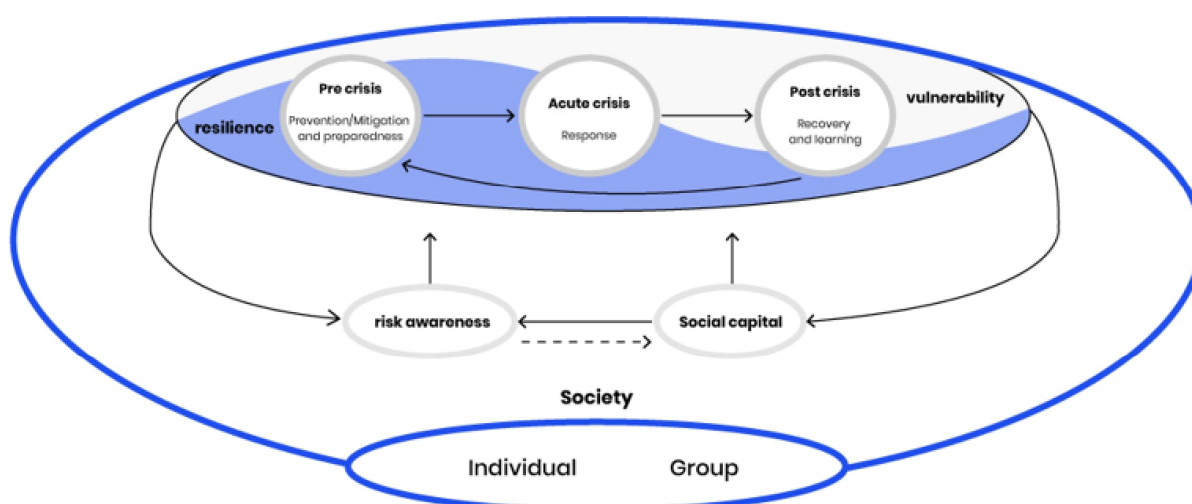 Pre crisis
Prevention/Mitigation
and preparedness
resilience
Acute crisis
Response
Post crisis
Recovery
and learning
vulnerability
risk awareness
Social capital
Society
Individual
Group